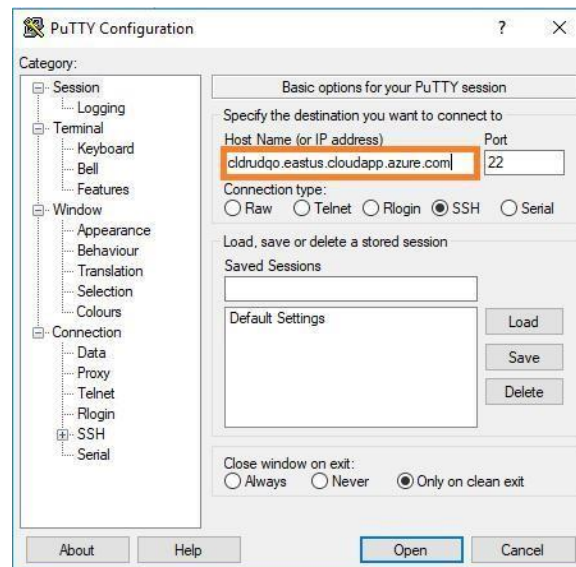 PuTTY Configuration ? ×
Category:
Session
Logging
Terminal
Keyboard
Bell
Features
Window
Appearance
Behaviour
Translation
Selection
Colours
Connection
Data
Proxy
Telnet
Rlogin
SSH
Serial
Basic options for your PuTTY session
Specify the destination you want to connect to
Host Name (or IP address) Port
cldrudqo.eastus.cloudapp.azure.com 22
Connection type:
Raw Telnet Rlogin SSH Serial
Load, save or delete a stored session
Saved Sessions
Default Settings
Load
Save
Delete
Close window on exit:
Always Never Only on clean exit
About Help Open Cancel